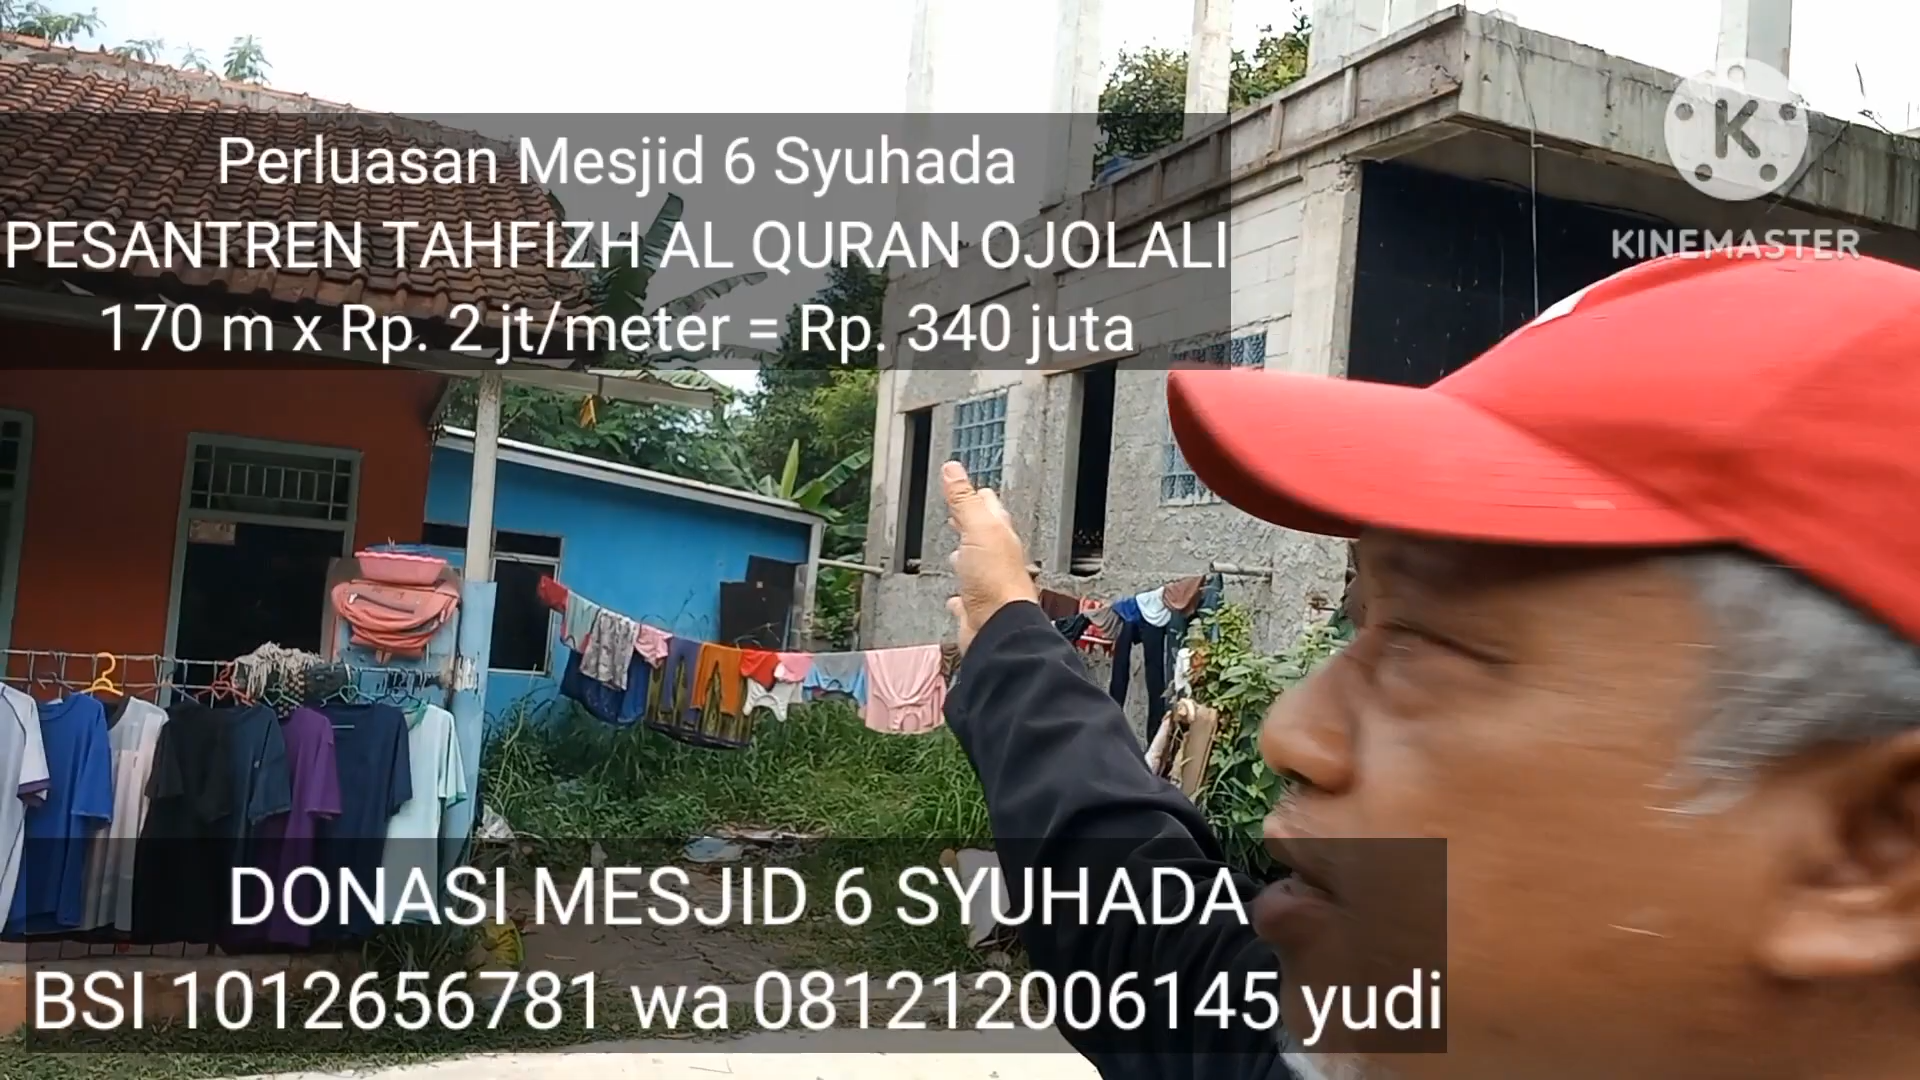 Perluasan Mesjid 6 Syuhada
PESANTREN TAHFIZH AL QURAN OJOLALI
170 m x Rp. 2 jt/meter = Rp. 340 juta
K
KINEMASTER
DONASI MESJID 6 SYUHADA
BSI 1012656781 wa 081212006145 yudi